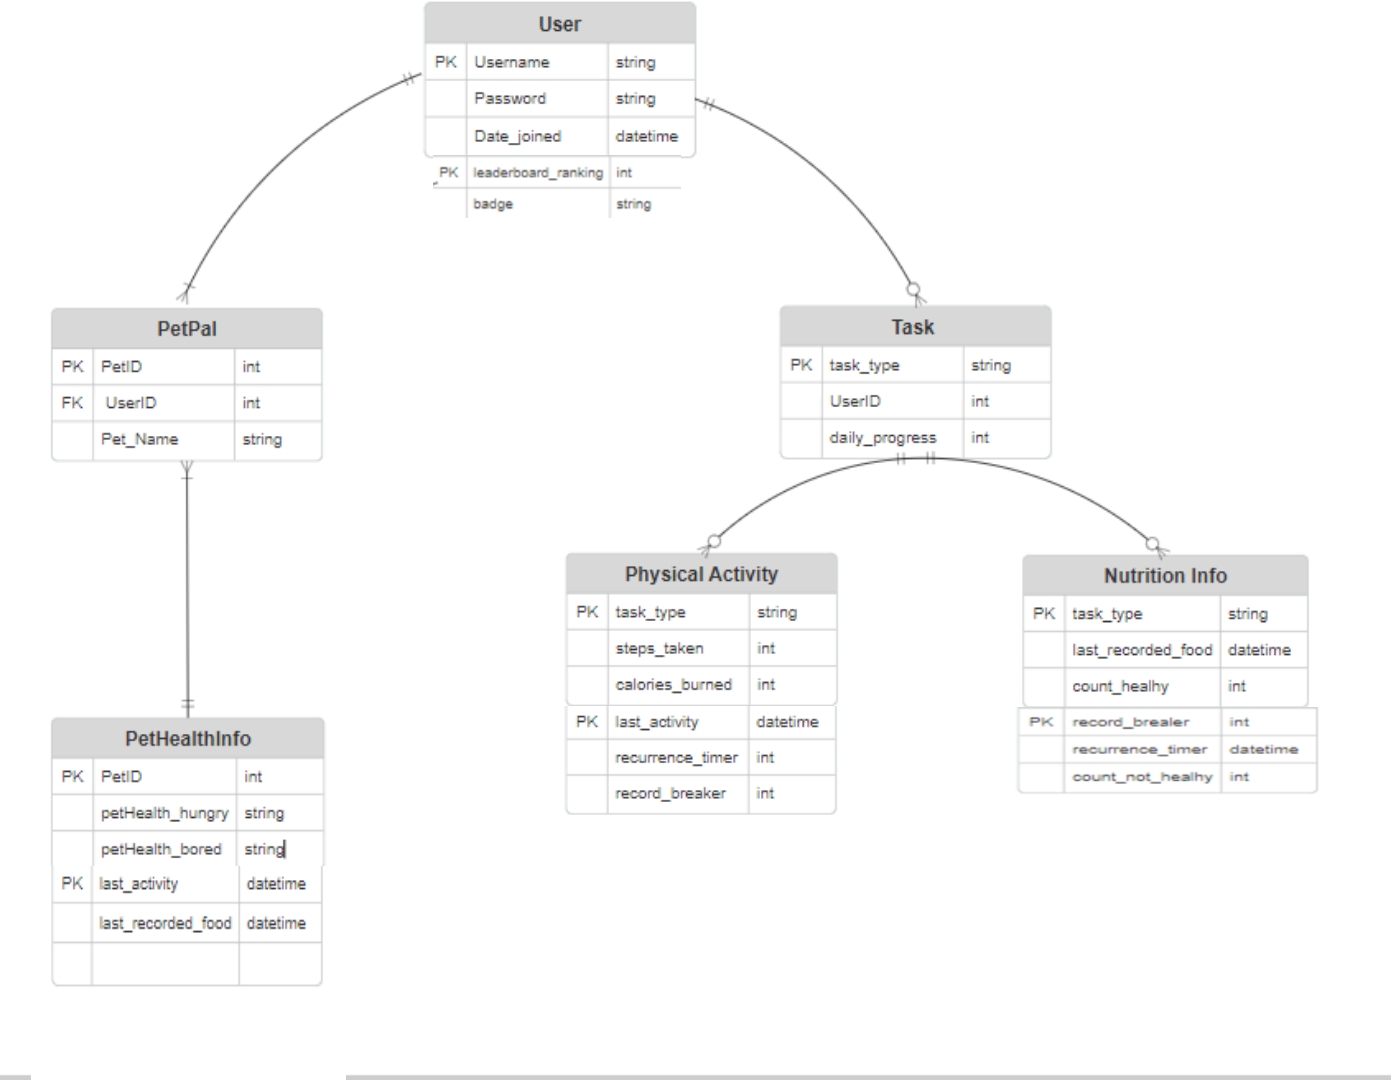 User
PK Username string
Password string
Date_joined datetime
PK leaderboard_ranking int
badge string
PetPal
PK PetID int
FK UserID int
Pet_Name string
Task
PK task_type string
UserID int
daily_progress int
Physical Activity
PK task_type string
steps_taken int
calories_burned int
PK last_activity datetime
recurrence_timer int
record_breaker int
Nutrition Info
PK task_type string
last_recorded_food datetime
count_healhy int
PK record_brealer int
recurrence_timer datetime
count_not_healhy int
PetHealthInfo
PK PetID int
petHealth_hungry string
petHealth_bored string
PK last_activity datetime
last_recorded_food datetime